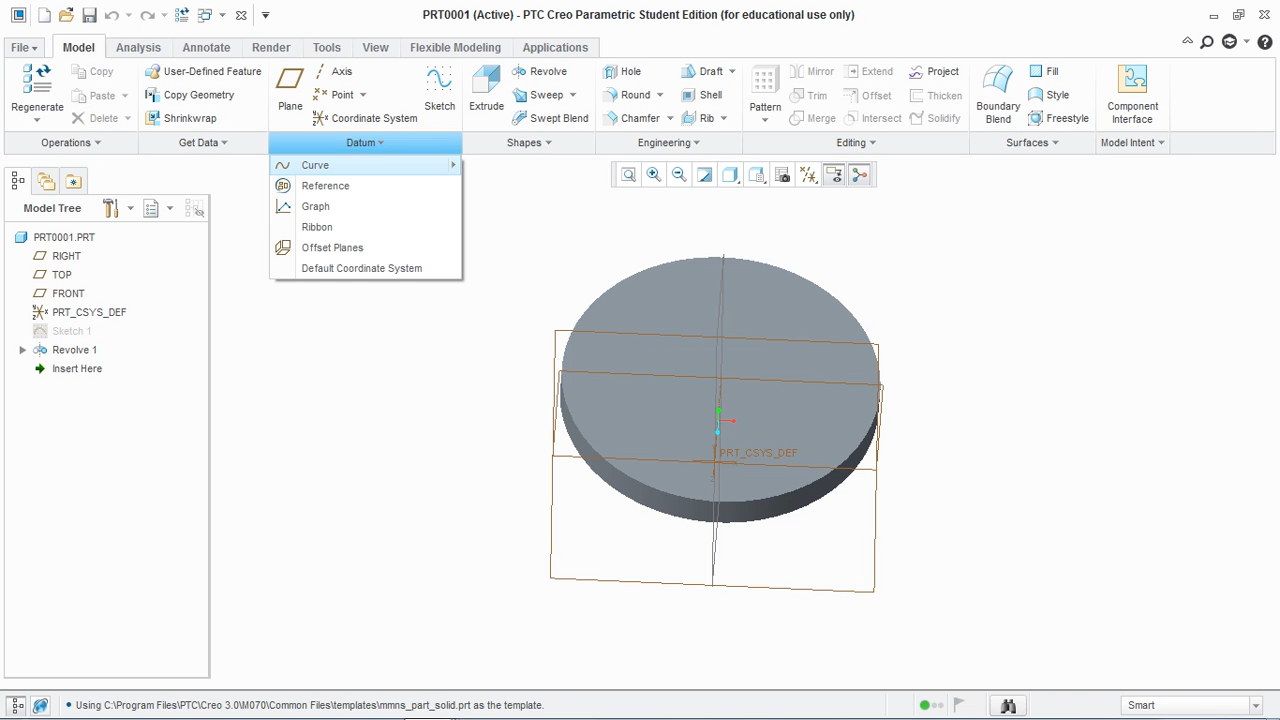 PRT0001 (Active) - PTC Creo Parametric Student Edition (for educational use only)
File Model Analysis Annotate Render Tools View Flexible Modeling Applications
Regenerate
Copy
Paste
Delete
User-Defined Feature
Copy Geometry
Shrinkwrap
Plane
Axis
Point
Coordinate System
Sketch
Extrude
Revolve
Sweep
Swept Blend
Hole
Round
Chamfer
Draft
Shell
Rib
Pattern
Mirror
Trim
Merge
Extend
Offset
Intersect
Project
Thicken
Solidify
Boundary
Blend
Fill
Style
Freestyle
Component
Interface
Operations Get Data Datum Shapes Engineering Editing Surfaces Model Intent
Curve
Reference
Graph
Ribbon
Offset Planes
Default Coordinate System
Model Tree
PRT0001.PRT
RIGHT
TOP
FRONT
PRT_CSYS_DEF
Sketch 1
Revolve 1
Insert Here
PRT_CSYS_DEF
Using C:\Program Files\PTC\Creo 3.0\M070\Common Files\templates\mmns_part_solid.prt as the template.
Smart